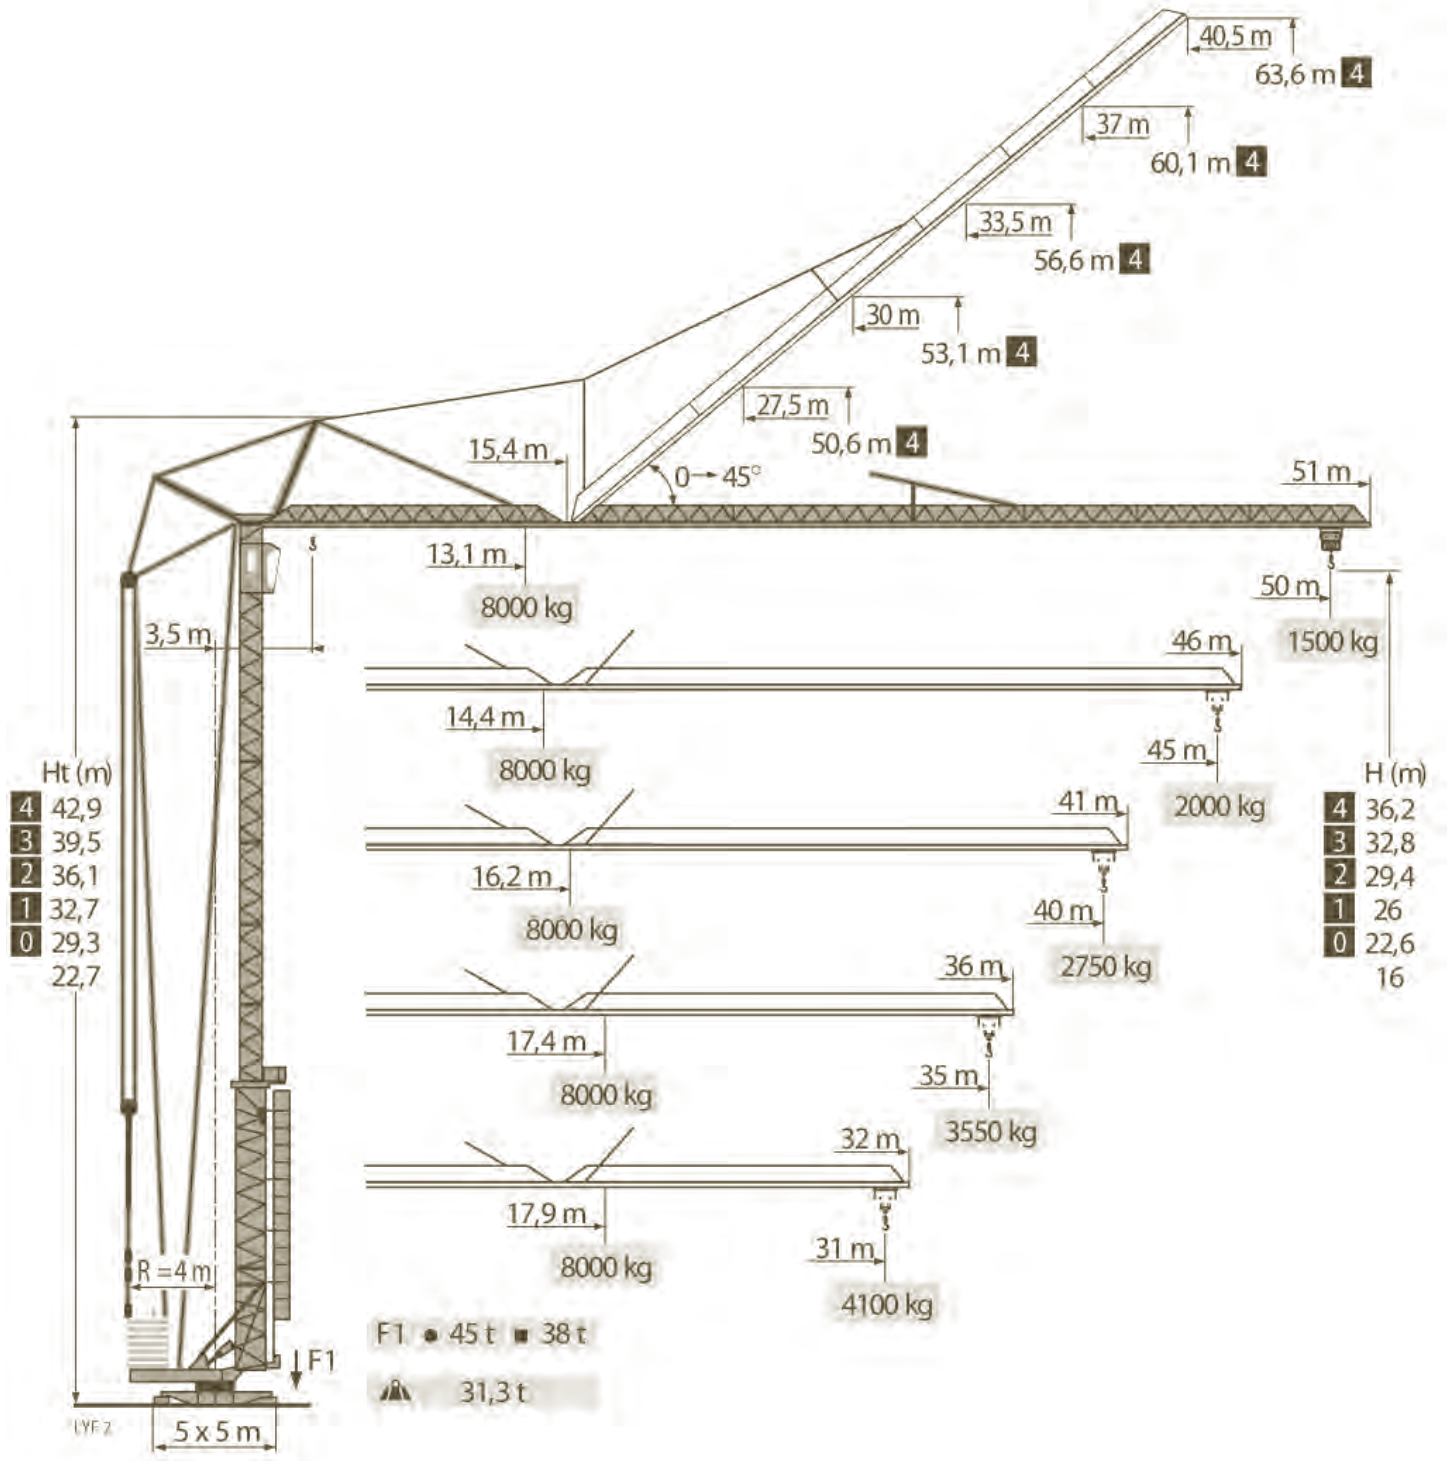 40,5 m
63,6 m 4
37 m
60,1 m 4
33,5 m
56,6 m 4
30 m
53,1 m 4
27,5 m
50,6 m 4
15,4 m
0→45°
51 m
13,1 m
8000 kg
50 m
1500 kg
3,5 m
46 m
14,4 m
8000 kg
45 m
2000 kg
Ht (m)
4 42,9
3 39,5
2 36,1
1 32,7
0 29,3
22,7
H (m)
4 36,2
3 32,8
2 29,4
1 26
0 22,6
16
41 m
16,2 m
8000 kg
40 m
2750 kg
36 m
17,4 m
8000 kg
35 m
3550 kg
32 m
17,9 m
8000 kg
31 m
4100 kg
R = 4 m
F1 ● 45 t ■ 38 t
F1
31,3 t
5 x 5 m